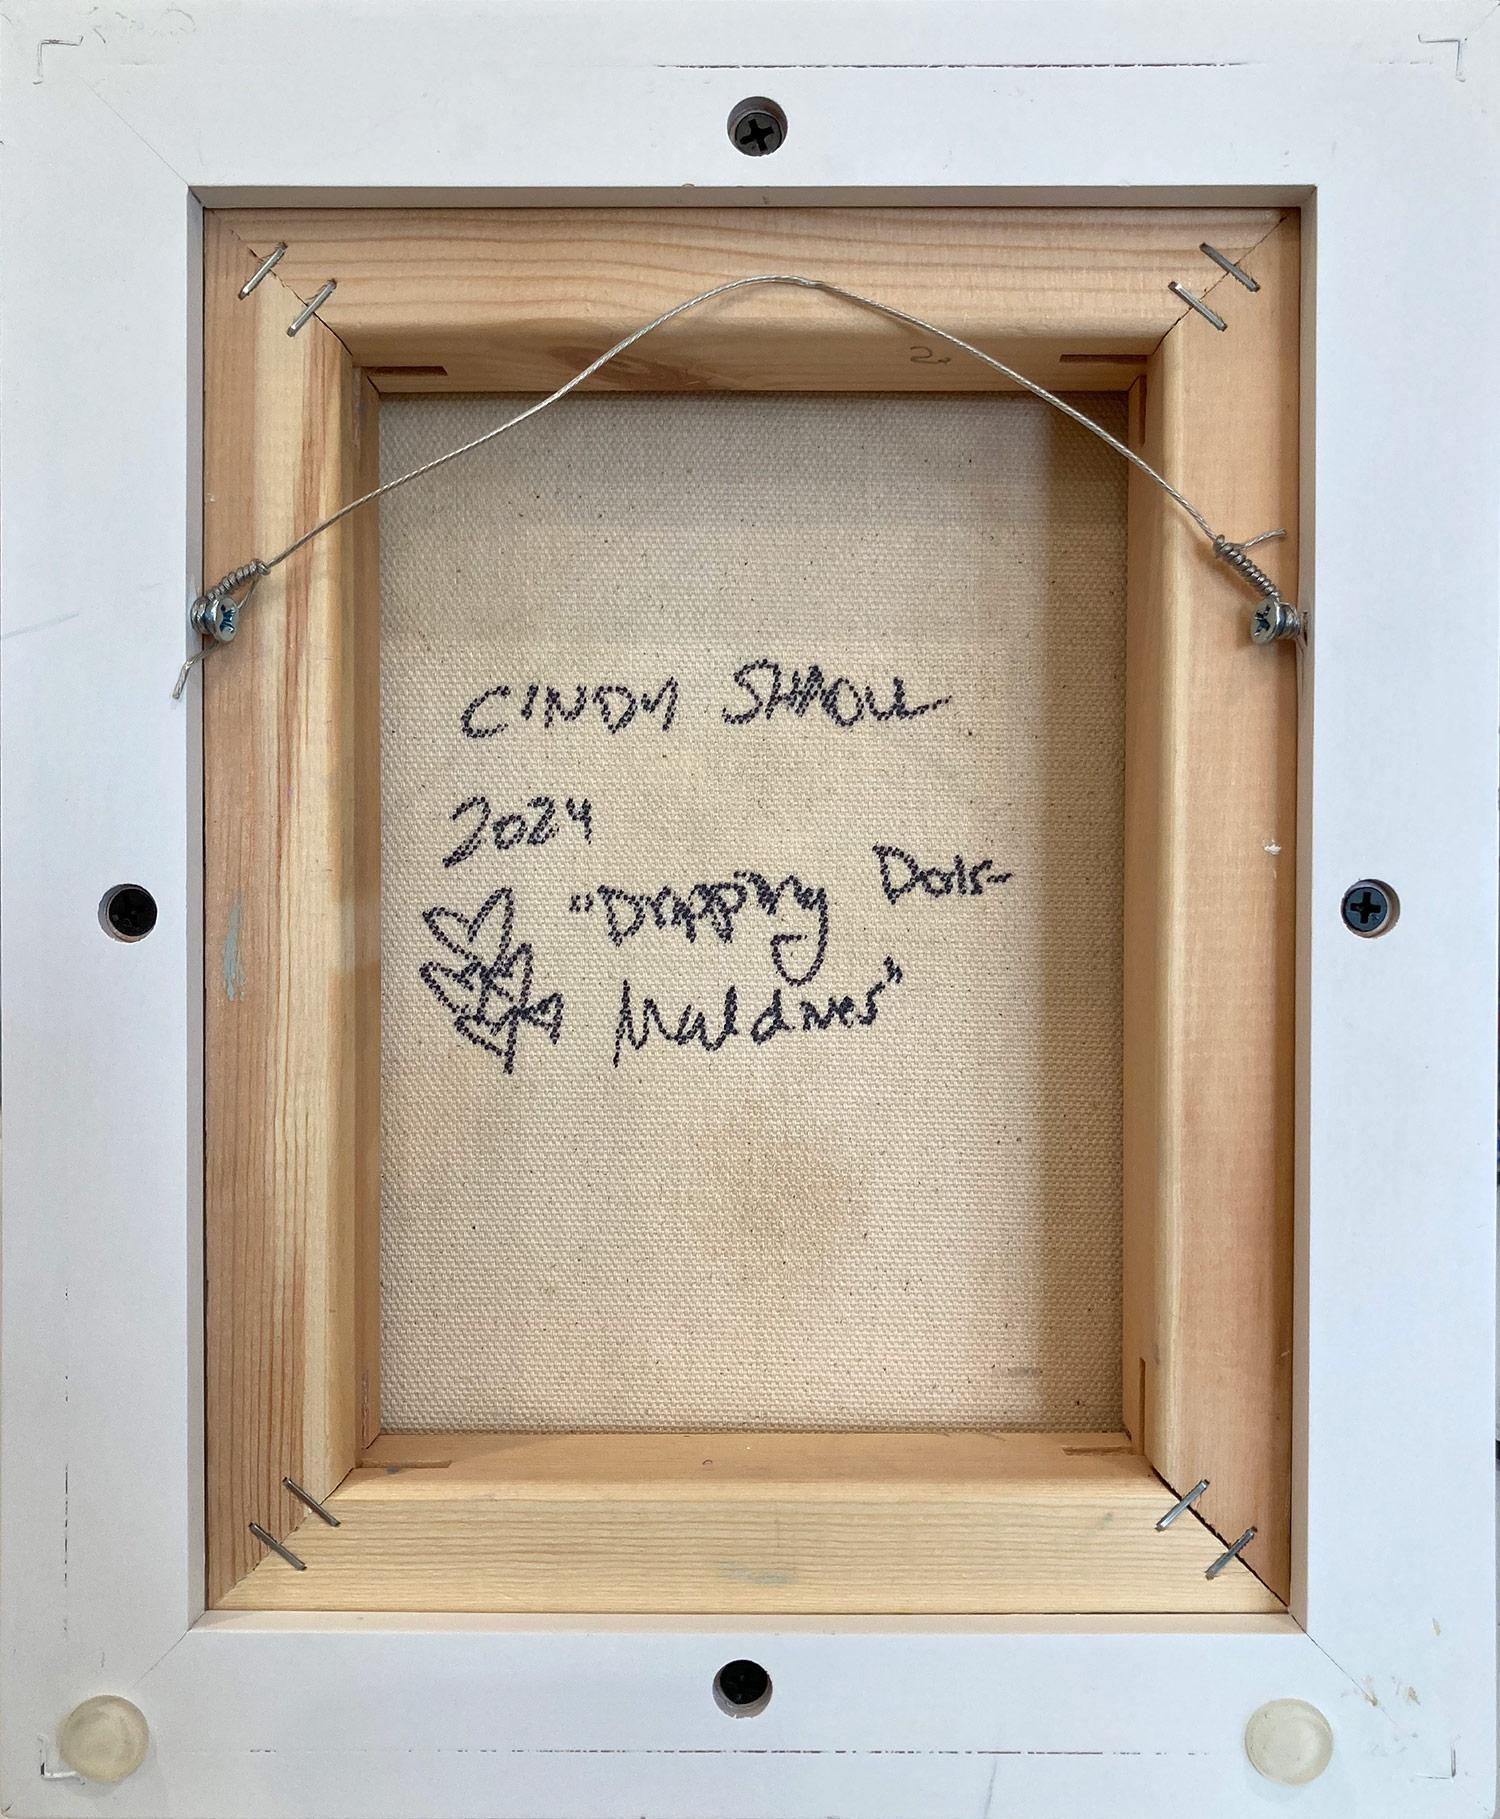 CINDY SHAOUL
2024
"Dripping Dots-
Maldives"